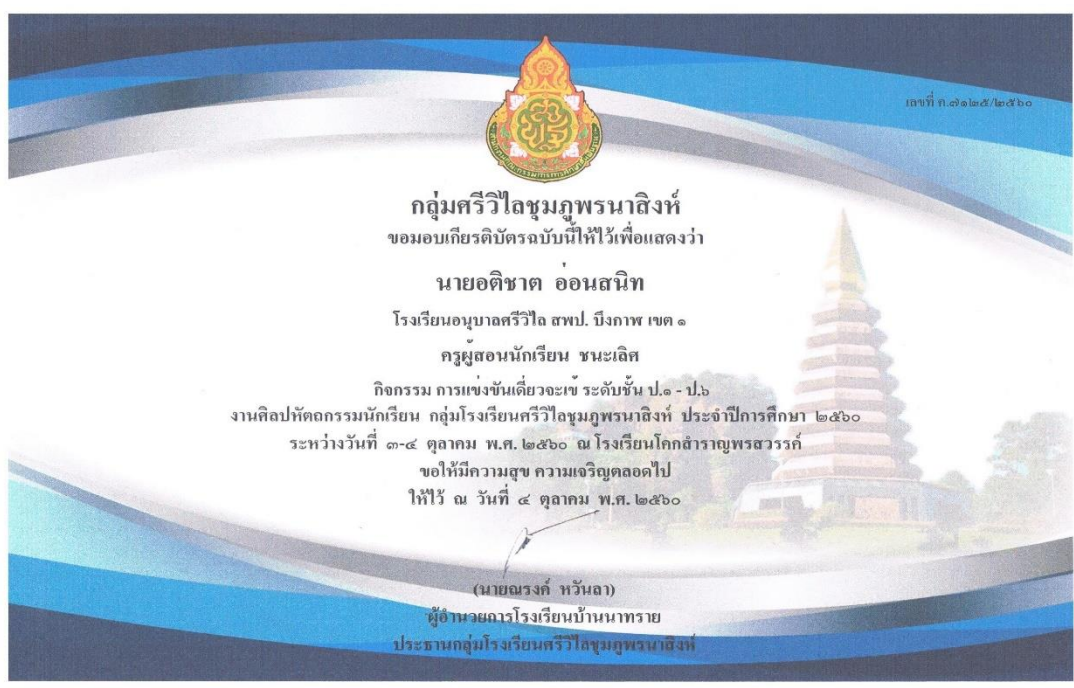 เลขที่ ค.๗๑๒๕/๒๕๖๐
กลุ่มศรีวิไลชุมภูพรนาสิงห์
ขอมอบเกียรติบัตรฉบับนี้ให้ไว้เพื่อแสดงว่า
นายอติชาต อ่อนสนิท
โรงเรียนอนุบาลศรีวิไล สพป. บึงกาฬ เขต ๑
ครูผู้สอนนักเรียน ชนะเลิศ
กิจกรรม การแข่งขันเดี่ยวจะเข้ ระดับชั้น ป.๑ - ป.๖
งานศิลปหัตถกรรมนักเรียน กลุ่มโรงเรียนศรีวิไลชุมภูพรนาสิงห์ ประจำปีการศึกษา ๒๕๖๐
ระหว่างวันที่ ๓-๔ ตุลาคม พ.ศ. ๒๕๖๐ ณ โรงเรียนโคกสำราญพรสวรรค์
ขอให้มีความสุข ความเจริญตลอดไป
ให้ไว้ ณ วันที่ ๔ ตุลาคม พ.ศ. ๒๕๖๐
(นายณรงค์ หวันลา)
ผู้อำนวยการโรงเรียนบ้านนาทราย
ประธานกลุ่มโรงเรียนศรีวิไลชุมภูพรนาสิงห์